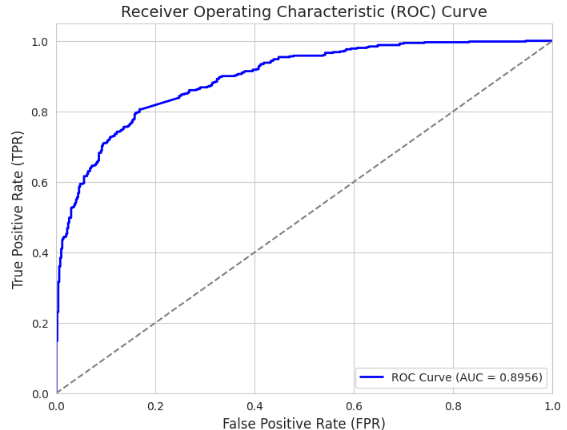 Receiver Operating Characteristic (ROC) Curve
1.0
0.8
0.6
0.4
0.2
0.0
True Positive Rate (TPR)
0.0 0.2 0.4 0.6 0.8 1.0
False Positive Rate (FPR)
ROC Curve (AUC = 0.8956)